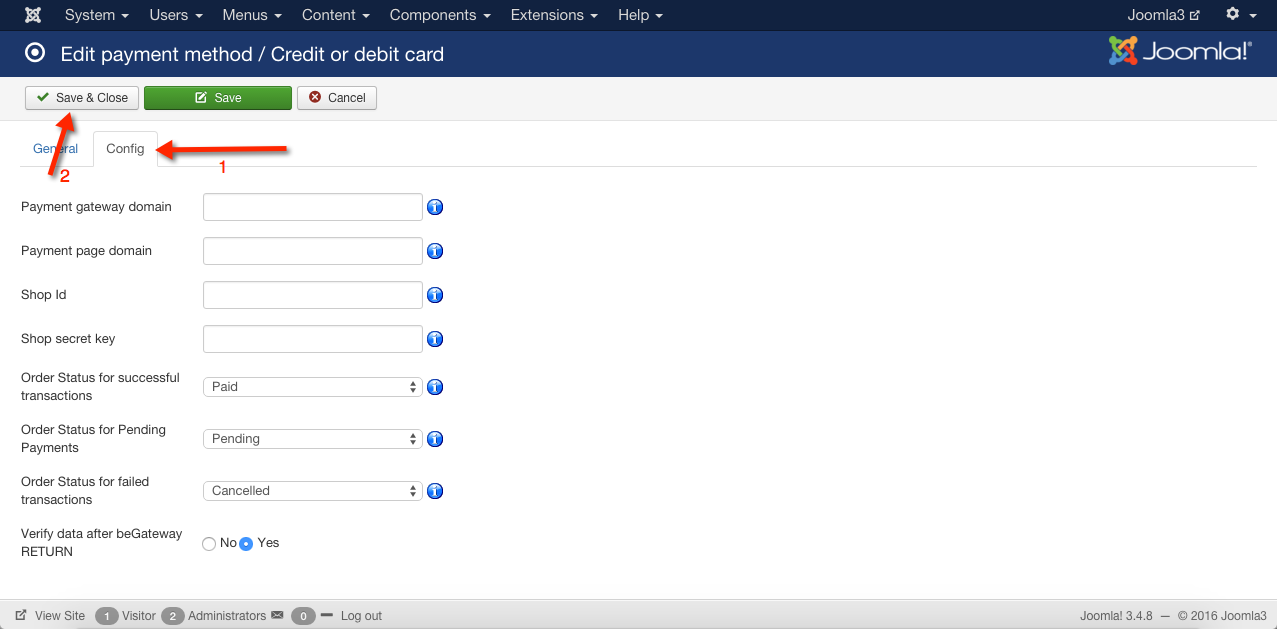 System Users Menus Content Components Extensions Help Joomla3
Edit payment method / Credit or debit card Joomla!®
Save & Close Save Cancel
General Config
1
2
Payment gateway domain
Payment page domain
Shop Id
Shop secret key
Order Status for successful
transactions
Paid
Order Status for Pending
Payments
Pending
Order Status for failed
transactions
Cancelled
Verify data after beGateway
RETURN
No Yes
View Site 1 Visitor 2 Administrators 0 Log out Joomla! 3.4.8 — © 2016 Joomla3